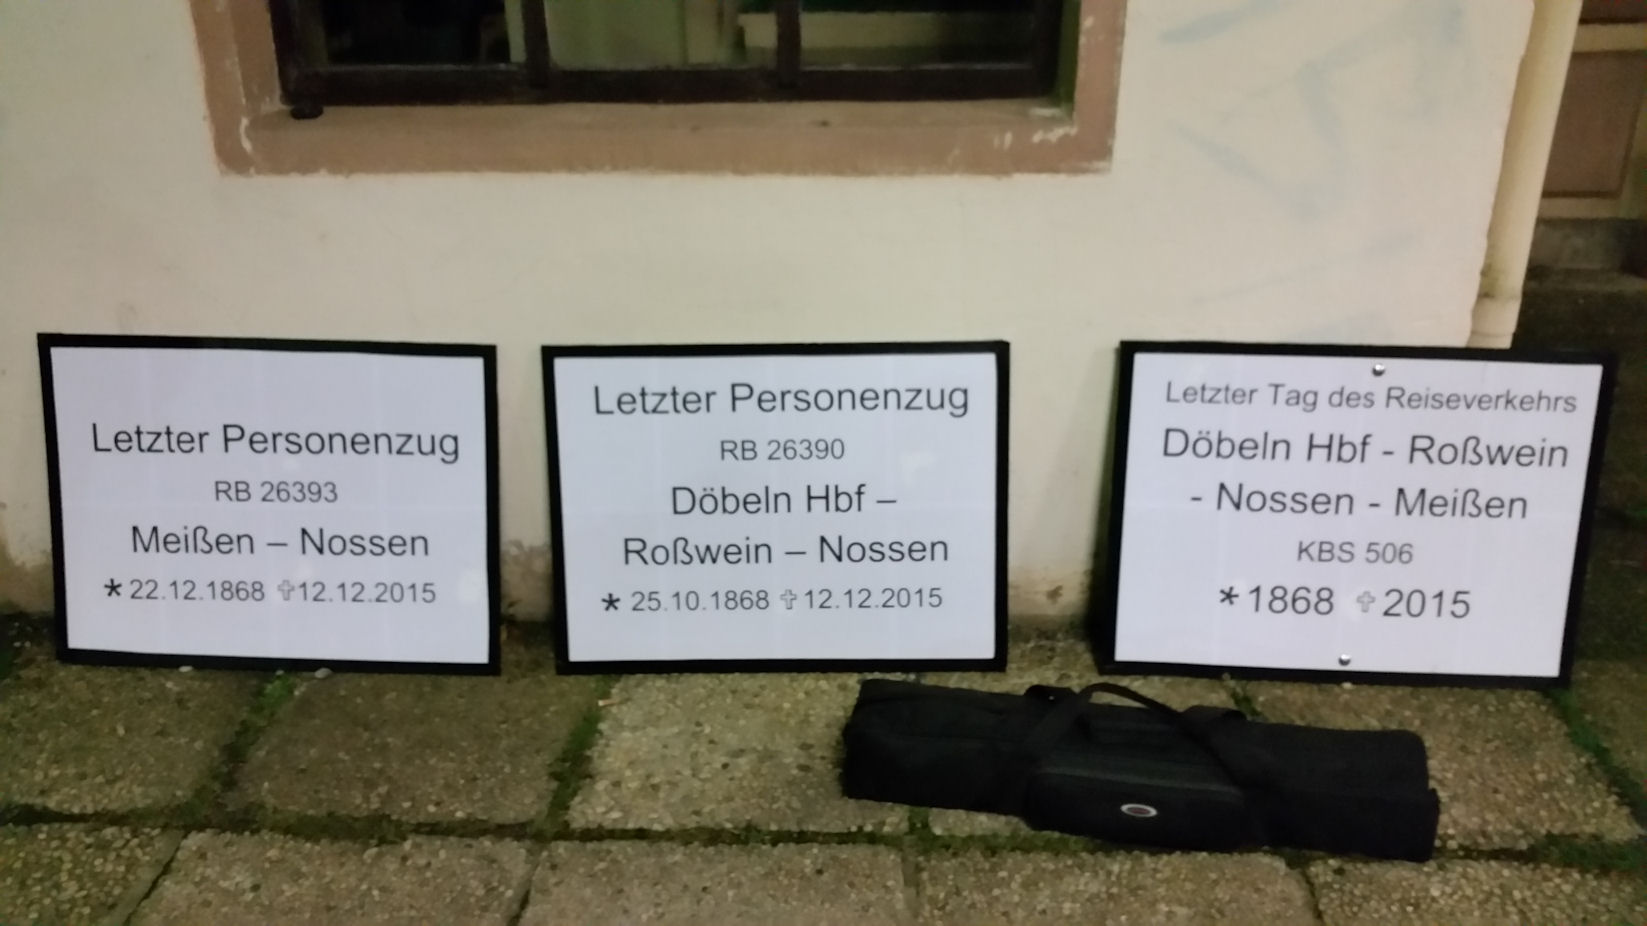 Letzter Personenzug
RB 26393
Meißen – Nossen
* 22.12.1868 ✝12.12.2015
Letzter Personenzug
RB 26390
Döbeln Hbf –
Roßwein – Nossen
* 25.10.1868 ✝12.12.2015
Letzter Tag des Reiseverkehrs
Döbeln Hbf - Roßwein
- Nossen - Meißen
KBS 506
*1868 ✝2015